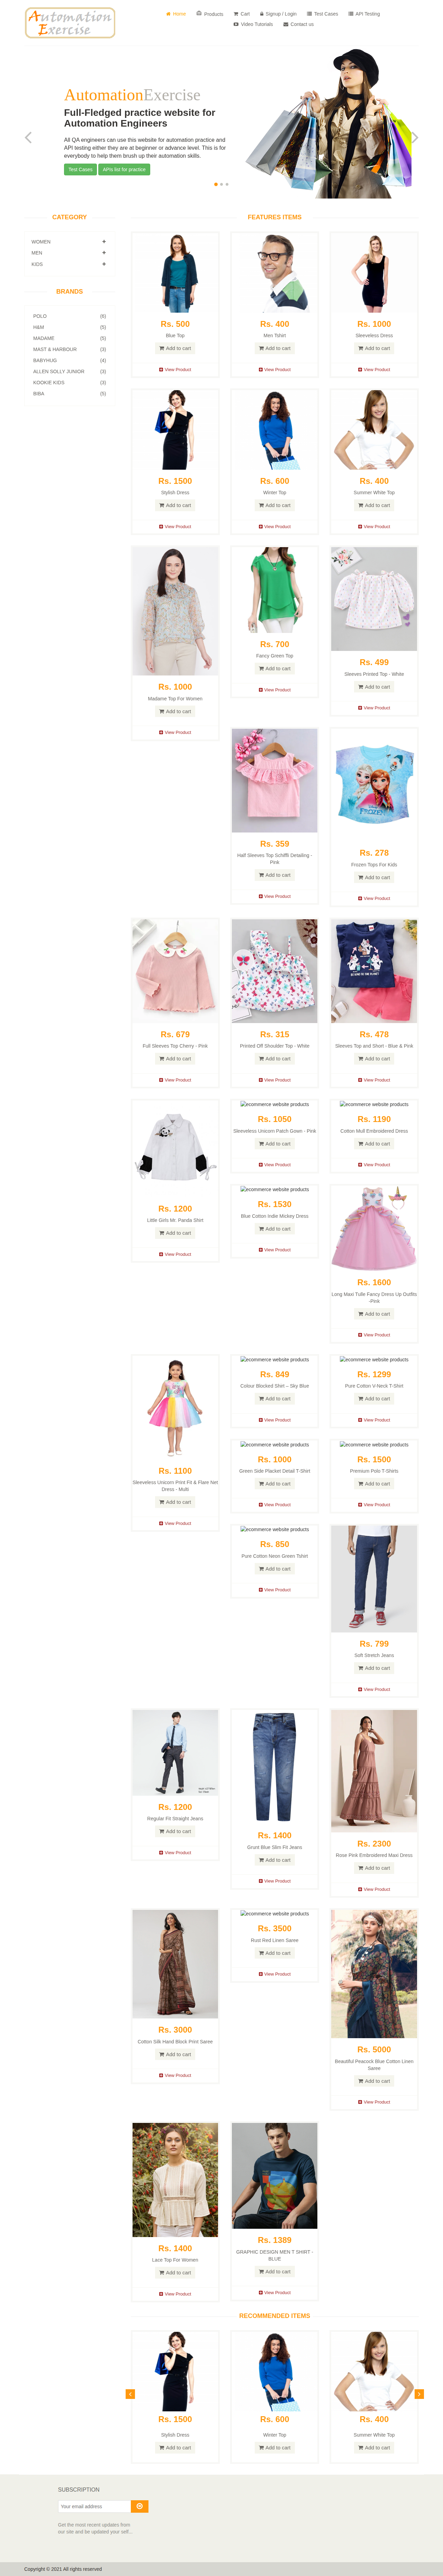 Automation
Exercise
Home
Products
Cart
Signup / Login
Test Cases
API Testing
Video Tutorials
Contact us
AutomationExercise
Full-Fledged practice website for
Automation Engineers
All QA engineers can use this website for automation practice and
API testing either they are at beginner or advance level. This is for
everybody to help them brush up their automation skills.
Test Cases
APIs list for practice
CATEGORY
WOMEN
MEN
KIDS
BRANDS
POLO (6)
H&M (5)
MADAME (5)
MAST & HARBOUR (3)
BABYHUG (4)
ALLEN SOLLY JUNIOR (3)
KOOKIE KIDS (3)
BIBA (5)
FEATURES ITEMS
Rs. 500
Blue Top
Add to cart
View Product
Rs. 400
Men Tshirt
Add to cart
View Product
Rs. 1000
Sleeveless Dress
Add to cart
View Product
Rs. 1500
Stylish Dress
Add to cart
View Product
Rs. 600
Winter Top
Add to cart
View Product
Rs. 400
Summer White Top
Add to cart
View Product
Rs. 1000
Madame Top For Women
Add to cart
View Product
Rs. 700
Fancy Green Top
Add to cart
View Product
Rs. 499
Sleeves Printed Top - White
Add to cart
View Product
Rs. 359
Half Sleeves Top Schiffli Detailing -
Pink
Add to cart
View Product
Rs. 278
Frozen Tops For Kids
Add to cart
View Product
Rs. 679
Full Sleeves Top Cherry - Pink
Add to cart
View Product
Rs. 315
Printed Off Shoulder Top - White
Add to cart
View Product
Rs. 478
Sleeves Top and Short - Blue & Pink
Add to cart
View Product
Rs. 1200
Little Girls Mr. Panda Shirt
Add to cart
View Product
ecommerce website products
Rs. 1050
Sleeveless Unicorn Patch Gown - Pink
Add to cart
View Product
ecommerce website products
Rs. 1190
Cotton Mull Embroidered Dress
Add to cart
View Product
ecommerce website products
Rs. 1530
Blue Cotton Indie Mickey Dress
Add to cart
View Product
Rs. 1600
Long Maxi Tulle Fancy Dress Up Outfits
-Pink
Add to cart
View Product
Rs. 1100
Sleeveless Unicorn Print Fit & Flare Net
Dress - Multi
Add to cart
View Product
ecommerce website products
Rs. 849
Colour Blocked Shirt – Sky Blue
Add to cart
View Product
ecommerce website products
Rs. 1299
Pure Cotton V-Neck T-Shirt
Add to cart
View Product
ecommerce website products
Rs. 1000
Green Side Placket Detail T-Shirt
Add to cart
View Product
ecommerce website products
Rs. 1500
Premium Polo T-Shirts
Add to cart
View Product
ecommerce website products
Rs. 850
Pure Cotton Neon Green Tshirt
Add to cart
View Product
Rs. 799
Soft Stretch Jeans
Add to cart
View Product
Rs. 1200
Regular Fit Straight Jeans
Add to cart
View Product
Rs. 1400
Grunt Blue Slim Fit Jeans
Add to cart
View Product
Rs. 2300
Rose Pink Embroidered Maxi Dress
Add to cart
View Product
Rs. 3000
Cotton Silk Hand Block Print Saree
Add to cart
View Product
ecommerce website products
Rs. 3500
Rust Red Linen Saree
Add to cart
View Product
Rs. 5000
Beautiful Peacock Blue Cotton Linen
Saree
Add to cart
View Product
Rs. 1400
Lace Top For Women
Add to cart
View Product
Rs. 1389
GRAPHIC DESIGN MEN T SHIRT -
BLUE
Add to cart
View Product
RECOMMENDED ITEMS
Rs. 1500
Stylish Dress
Add to cart
Rs. 600
Winter Top
Add to cart
Rs. 400
Summer White Top
Add to cart
SUBSCRIPTION
Your email address
Get the most recent updates from
our site and be updated your self...
Copyright © 2021 All rights reserved